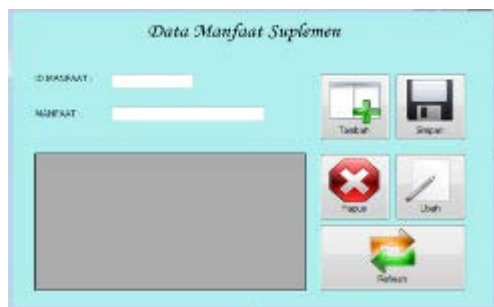 Data Manfaat Suplemen
ID MANFAAT :
MANFAAT :
Tambah
Simpan
Hapus
Ubah
Refresh